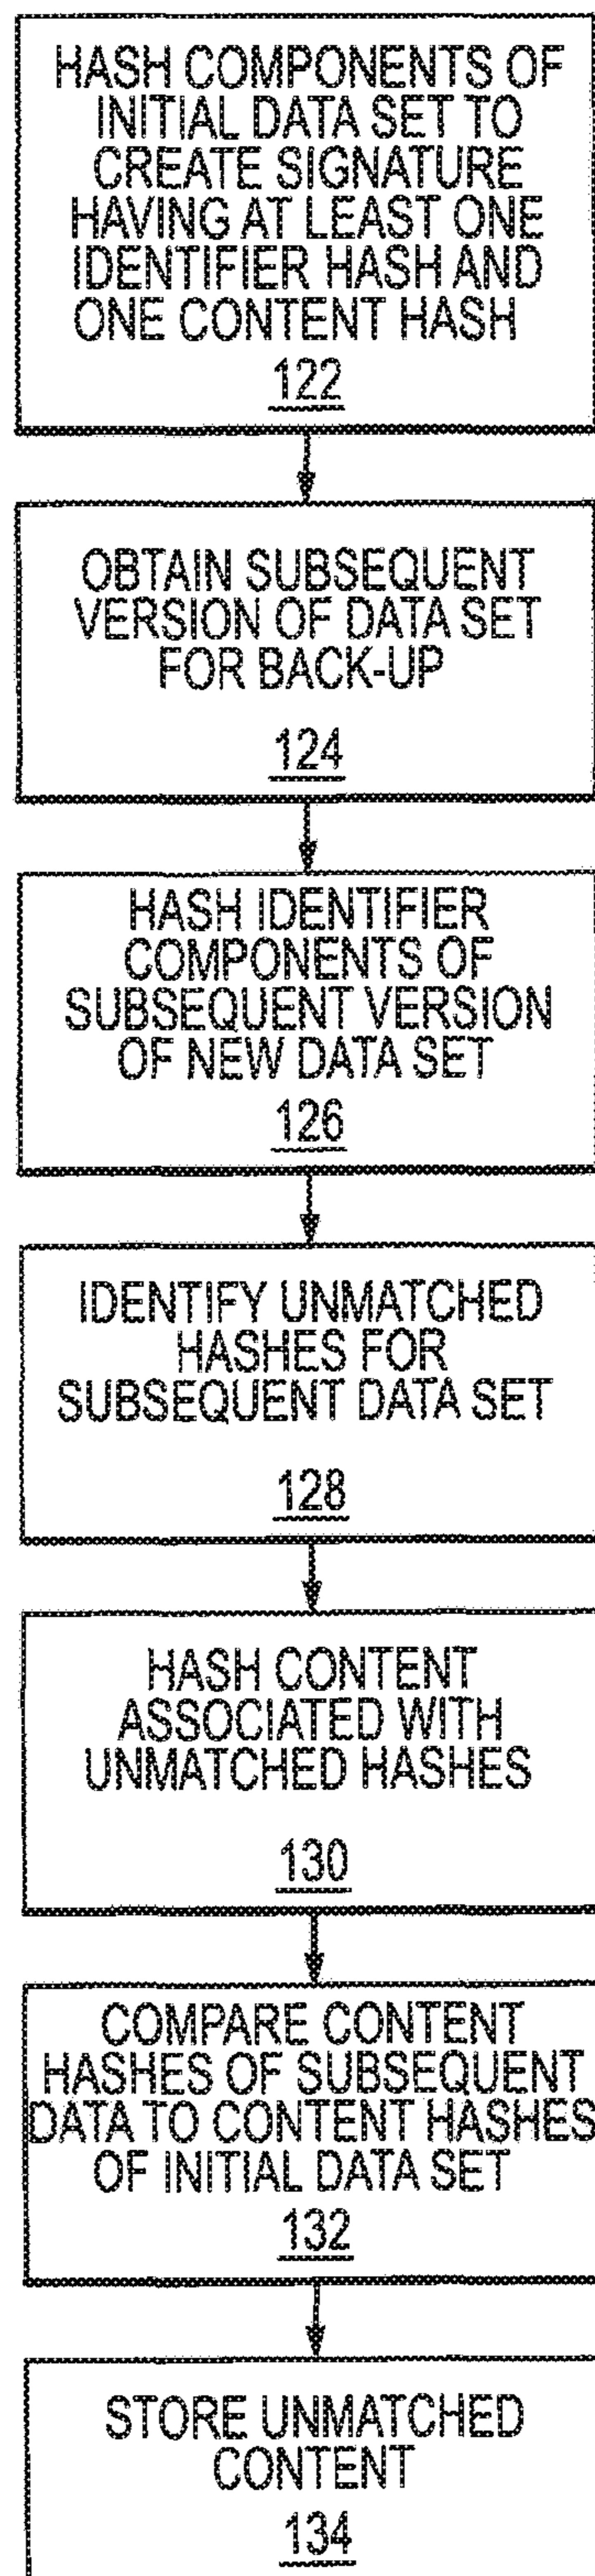 HASH COMPONENTS OF
INITIAL DATA SET TO
CREATE SIGNATURE
HAVING AT LEAST ONE
IDENTIFIER HASH AND
ONE CONTENT HASH
122
OBTAIN SUBSEQUENT
VERSION OF DATA SET
FOR BACK-UP
124
HASH IDENTIFIER
COMPONENTS OF
SUBSEQUENT VERSION
OF NEW DATA SET
126
IDENTIFY UNMATCHED
HASHES FOR
SUBSEQUENT DATA SET
128
HASH CONTENT
ASSOCIATED WITH
UNMATCHED HASHES
130
COMPARE CONTENT
HASHES OF SUBSEQUENT
DATA TO CONTENT HASHES
OF INITIAL DATA SET
132
STORE UNMATCHED
CONTENT
134